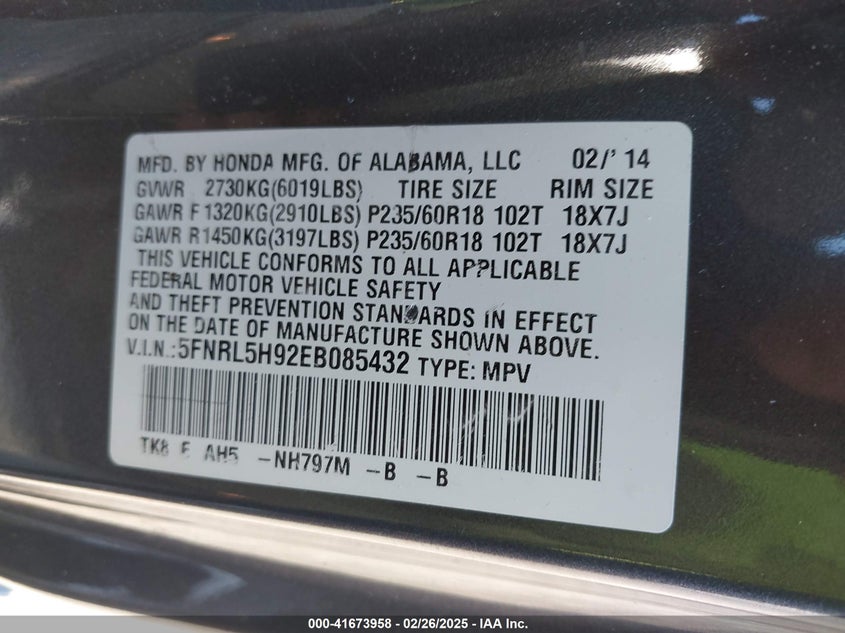 MFD. BY HONDA MFG. OF ALABAMA, LLC 02/' 14
GVWR 2730KG(6019LBS) TIRE SIZE RIM SIZE
GAWR F 1320KG(2910LBS) P235/60R18 102T 18X7J
GAWR R1450KG(3197LBS) P235/60R18 102T 18X7J
THIS VEHICLE CONFORMS TO ALL APPLICABLE
FEDERAL MOTOR VEHICLE SAFETY
AND THEFT PREVENTION STANDARDS IN EFFECT
ON THE DATE OF MANUFACTURE SHOWN ABOVE.
V.I.N.:5FNRL5H92EB085432 TYPE: MPV
TK8 E AH5 -NH797M -B -B
000-41673958 - 02/26/2025 - IAA Inc.